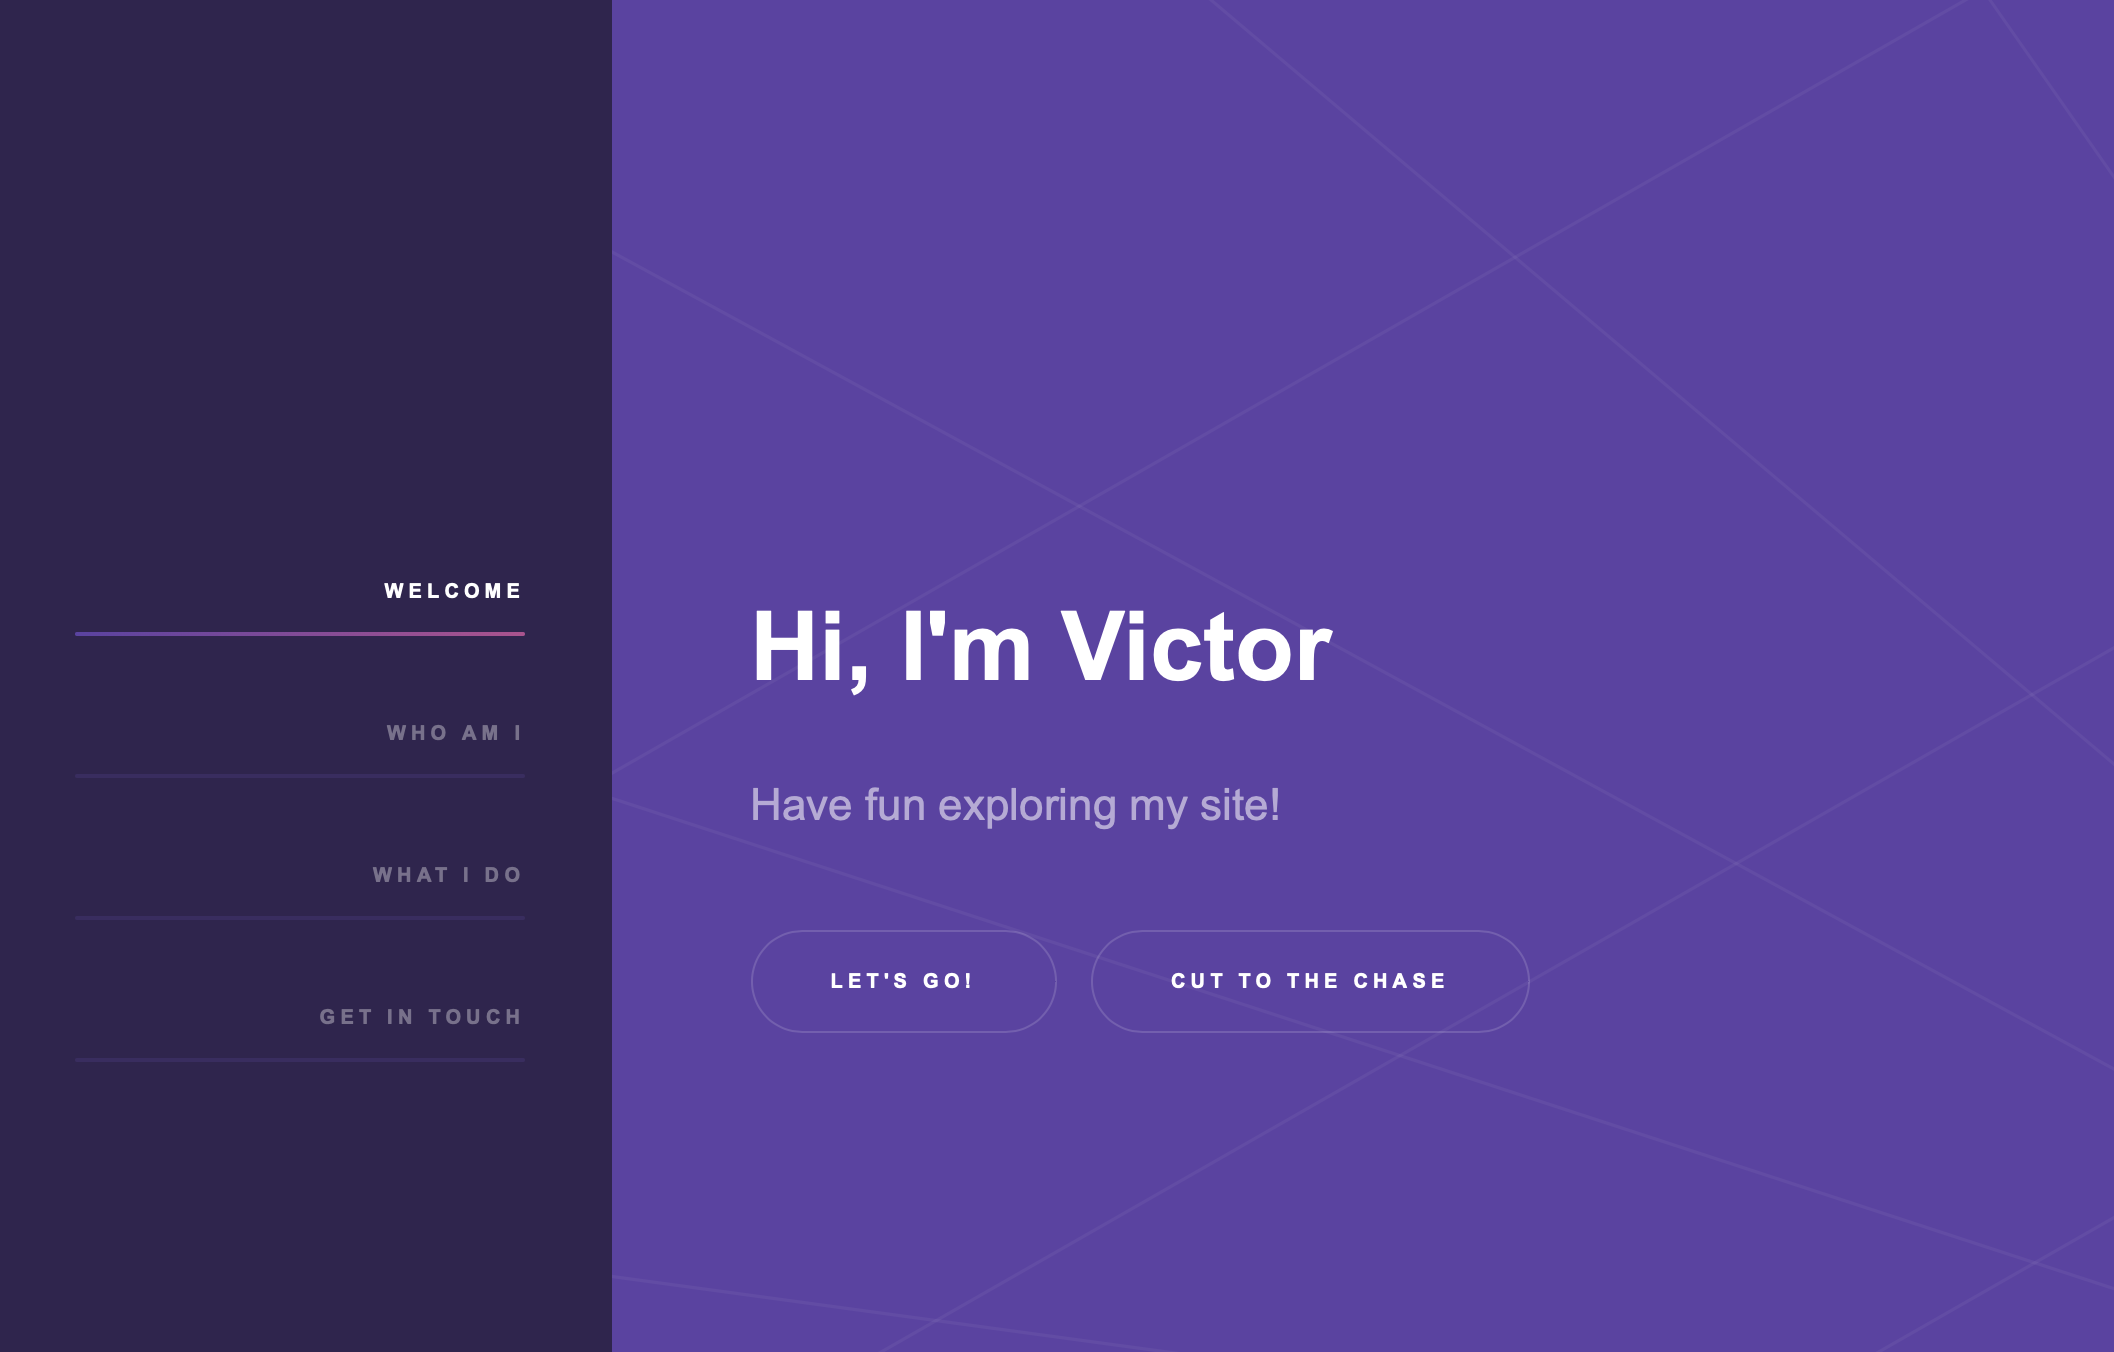 WELCOME
WHO AM I
WHAT I DO
GET IN TOUCH
Hi, I'm Victor
Have fun exploring my site!
LET'S GO!
CUT TO THE CHASE